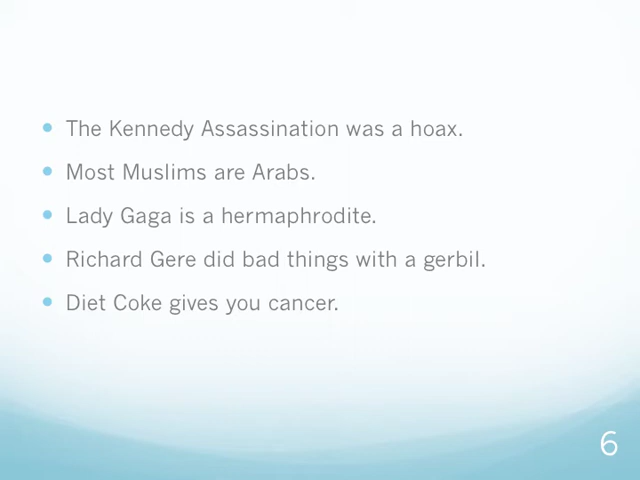 • The Kennedy Assassination was a hoax.
• Most Muslims are Arabs.
• Lady Gaga is a hermaphrodite.
• Richard Gere did bad things with a gerbil.
• Diet Coke gives you cancer.
6